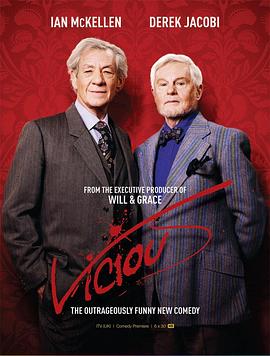 IAN McKELLEN DEREK JACOBI
FROM THE EXECUTIVE PRODUCER OF
WILL & GRACE
Vicious
THE OUTRAGEOUSLY FUNNY NEW COMEDY
ITV (UK) | Comedy Premiere | 6 x 30 HD